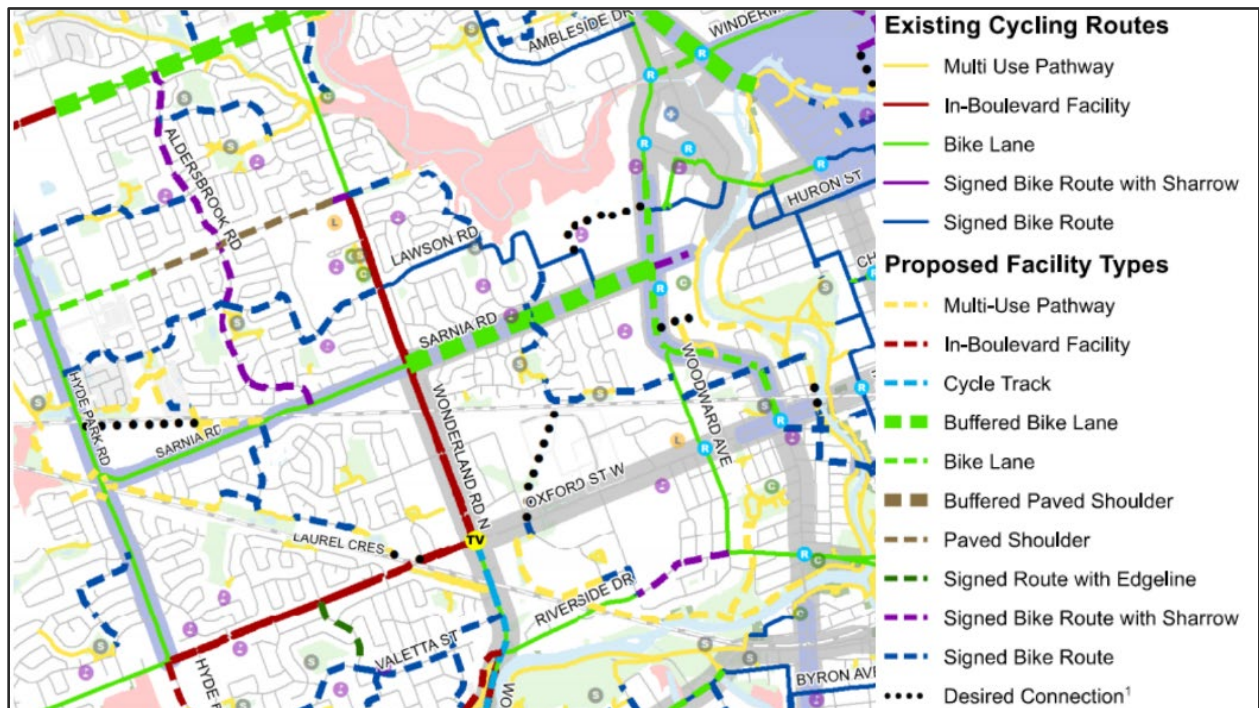 AMBLESIDE DR
WINDERM
ALDERSBROOK RD
HURON ST
LAWSON RD
CH
SARNIA RD
HYDE PARK RD
SARNIA RD
WONDERLAND RD N
WOODWARD AVE
OXFORD ST W
TV
LAUREL CRES
RIVERSIDE DR
VALETTA ST
HYDE P
WO
BYRON AVE
Existing Cycling Routes
Multi Use Pathway
In-Boulevard Facility
Bike Lane
Signed Bike Route with Sharrow
Signed Bike Route
Proposed Facility Types
Multi-Use Pathway
In-Boulevard Facility
Cycle Track
Buffered Bike Lane
Bike Lane
Buffered Paved Shoulder
Paved Shoulder
Signed Route with Edgeline
Signed Bike Route with Sharrow
Signed Bike Route
Desired Connection¹